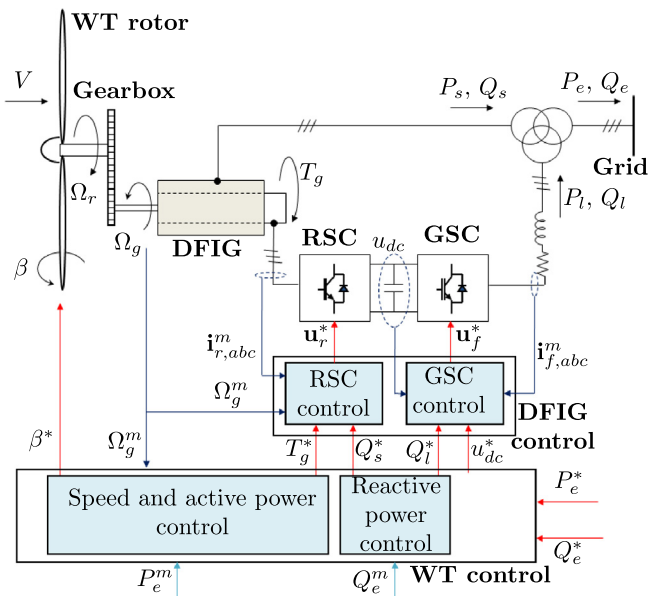 WT rotor
V
Gearbox
P_s, Q_s
P_e, Q_e
Grid
Ω_r
T_g
P_l, Q_l
Ω_g
DFIG
RSC
u_dc
GSC
β
i^m_{r,abc}
u^*_r
u^*_f
i^m_{f,abc}
RSC
control
GSC
control
Ω^m_g
DFIG
control
β^*
Ω^m_g
T^*_g
Q^*_s
Q^*_l
u^*_dc
Speed and active power
control
Reactive
power
control
P^*_e
Q^*_e
WT control
P^m_e
Q^m_e